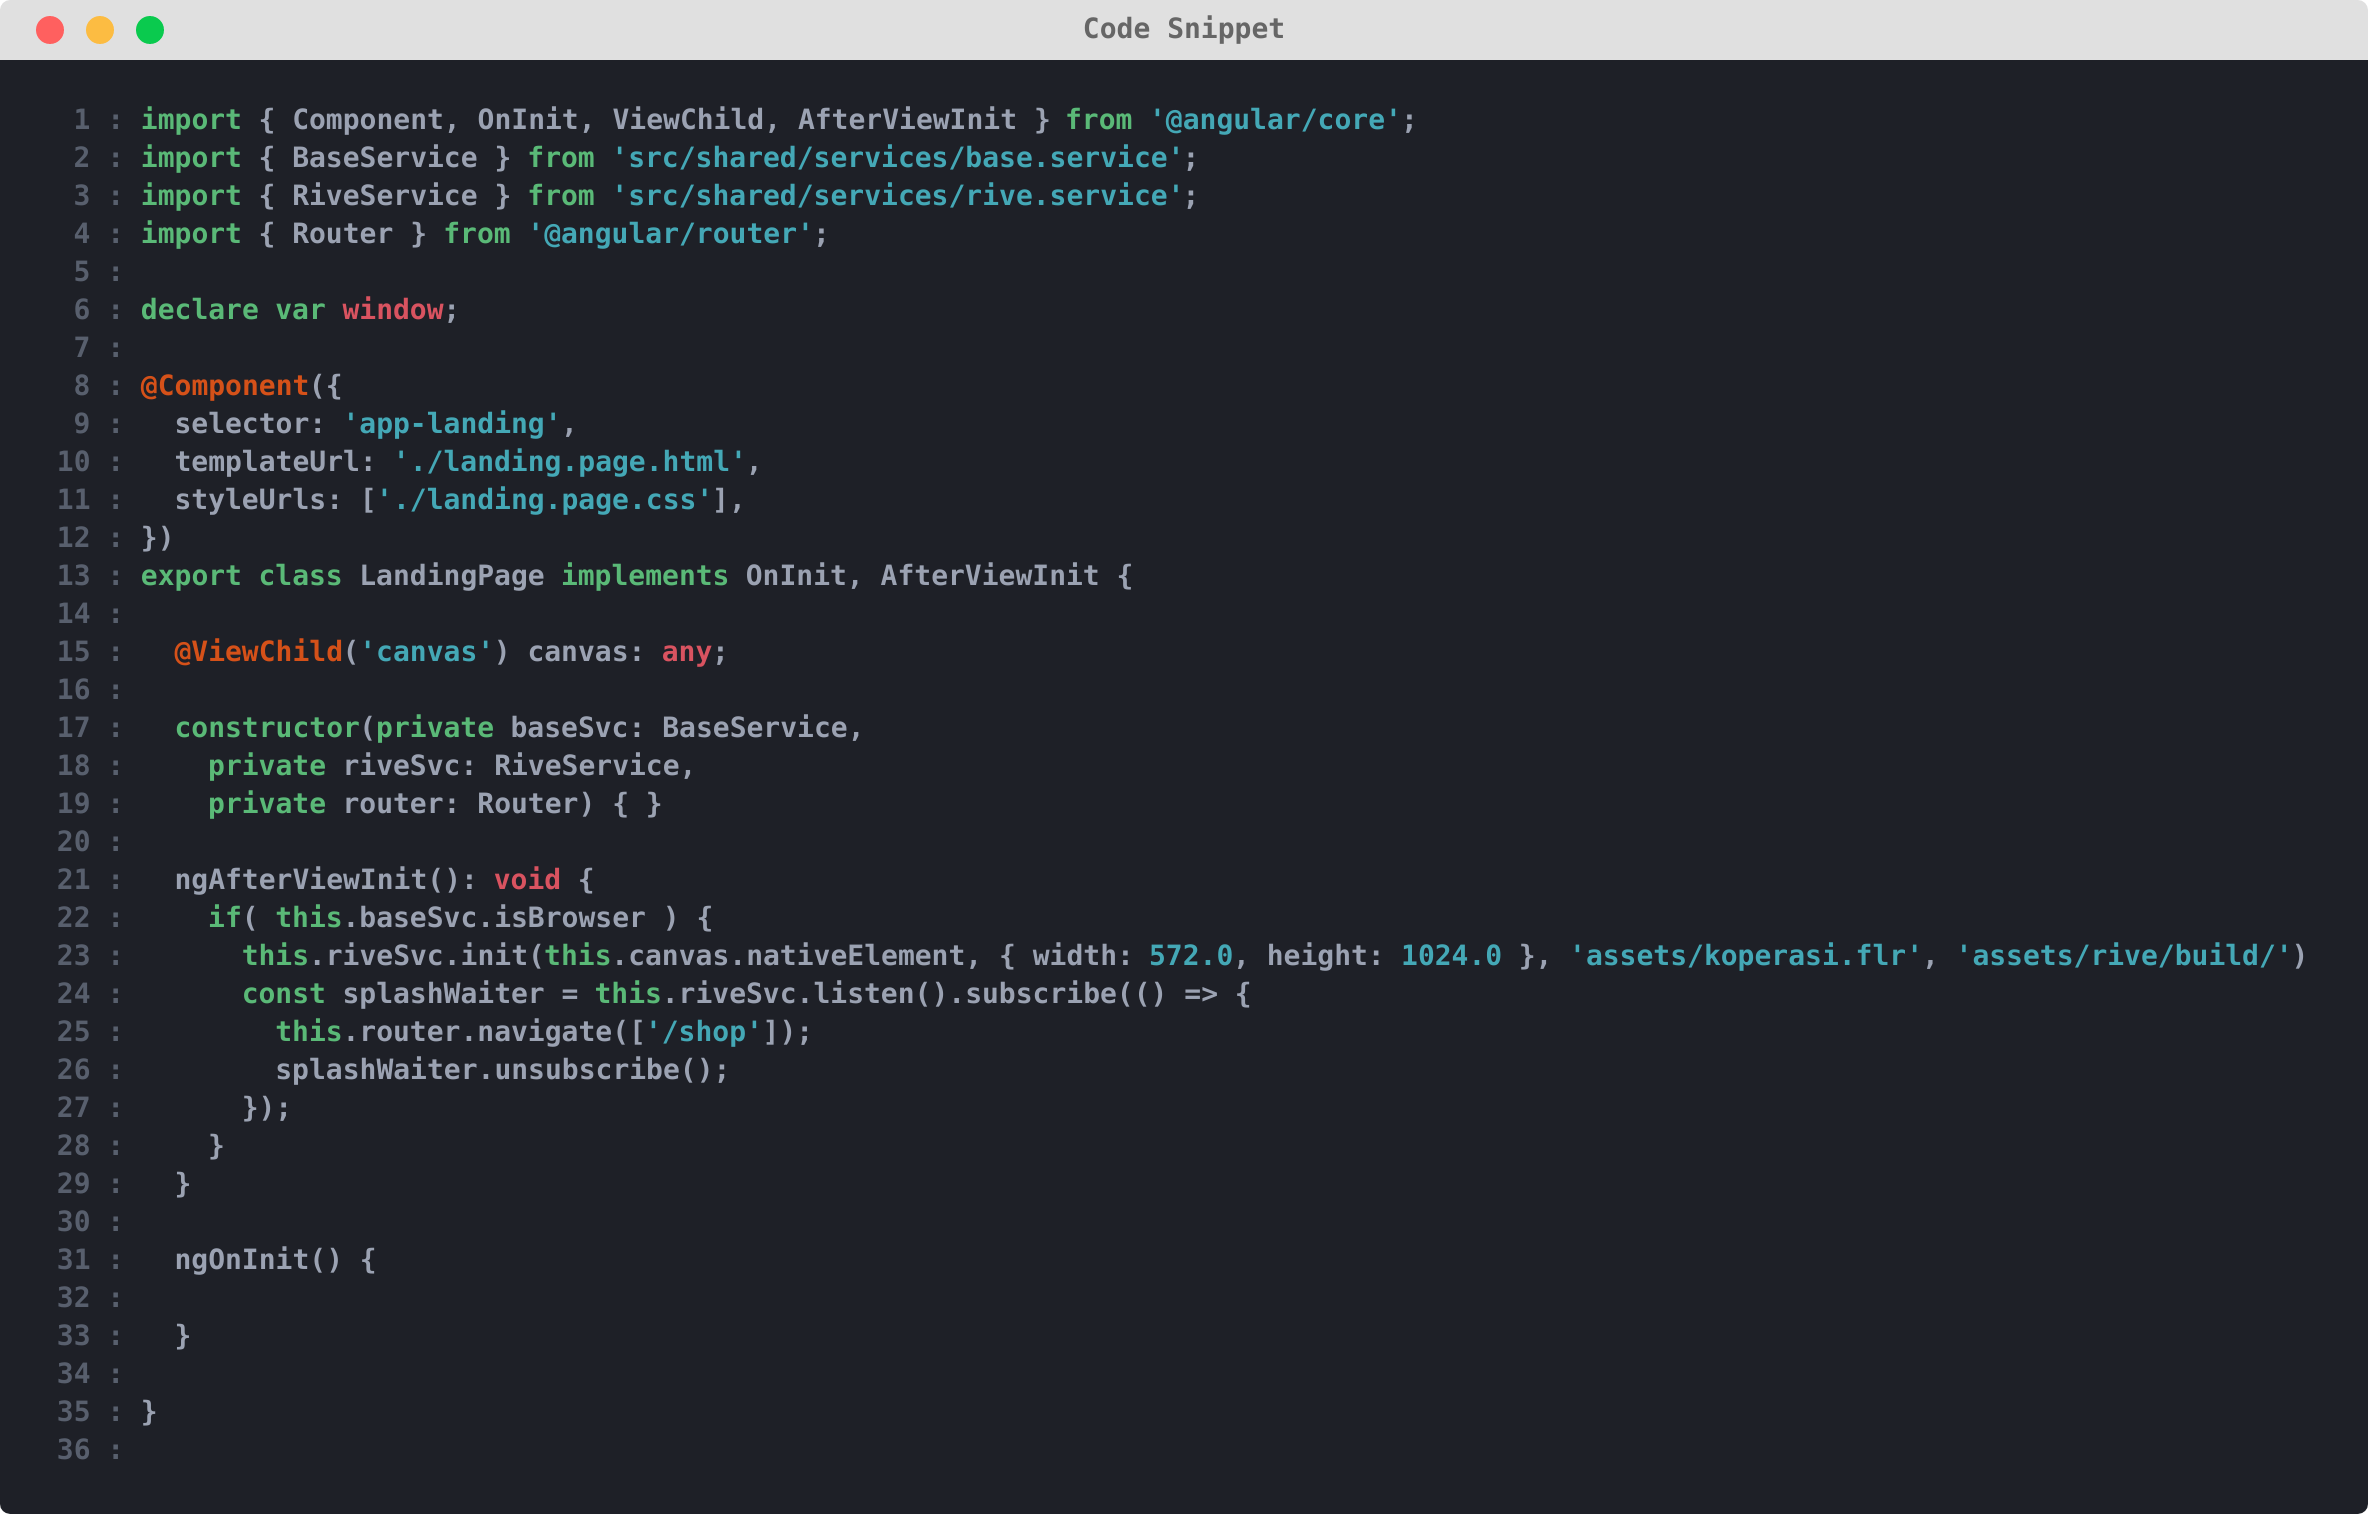 Code Snippet
1 : import { Component, OnInit, ViewChild, AfterViewInit } from '@angular/core';
2 : import { BaseService } from 'src/shared/services/base.service';
3 : import { RiveService } from 'src/shared/services/rive.service';
4 : import { Router } from '@angular/router';
5 :
6 : declare var window;
7 :
8 : @Component({
9 :   selector: 'app-landing',
10 :   templateUrl: './landing.page.html',
11 :   styleUrls: ['./landing.page.css'],
12 : })
13 : export class LandingPage implements OnInit, AfterViewInit {
14 :
15 :   @ViewChild('canvas') canvas: any;
16 :
17 :   constructor(private baseSvc: BaseService,
18 :     private riveSvc: RiveService,
19 :     private router: Router) { }
20 :
21 :   ngAfterViewInit(): void {
22 :     if( this.baseSvc.isBrowser ) {
23 :       this.riveSvc.init(this.canvas.nativeElement, { width: 572.0, height: 1024.0 }, 'assets/koperasi.flr', 'assets/rive/build/')
24 :       const splashWaiter = this.riveSvc.listen().subscribe(() => {
25 :         this.router.navigate(['/shop']);
26 :         splashWaiter.unsubscribe();
27 :       });
28 :     }
29 :   }
30 :
31 :   ngOnInit() {
32 :
33 :   }
34 :
35 : }
36 :